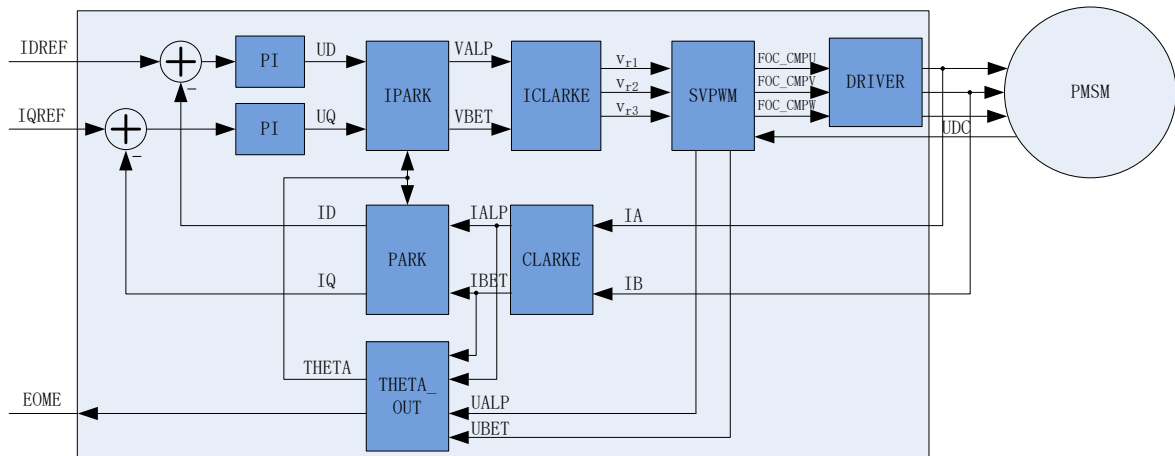 IDREF
PI
UD
IPARK
VALP
ICLARKE
vr1
vr2
vr3
SVPWM
FOC_CMPU
FOC_CMPV
FOC_CMPW
DRIVER
PMSM
IQREF
PI
UQ
VBET
UDC
-
-
ID
PARK
IALP
CLARKE
IA
IQ
IBET
IB
THETA
THETA_
OUT
EOME
UALP
UBET